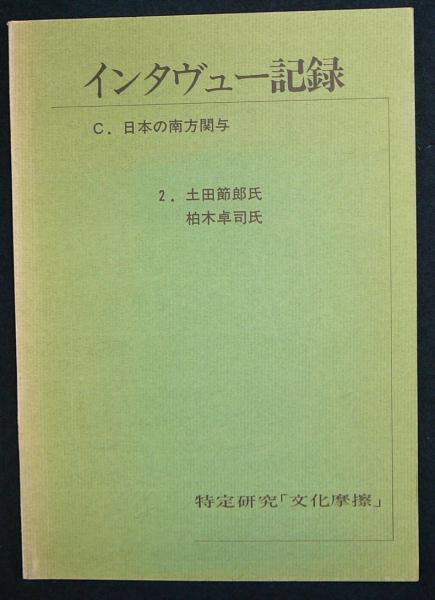 インタヴュー記録
C．日本の南方関与
2．土田節郎氏
柏木卓司氏
特定研究「文化摩擦」